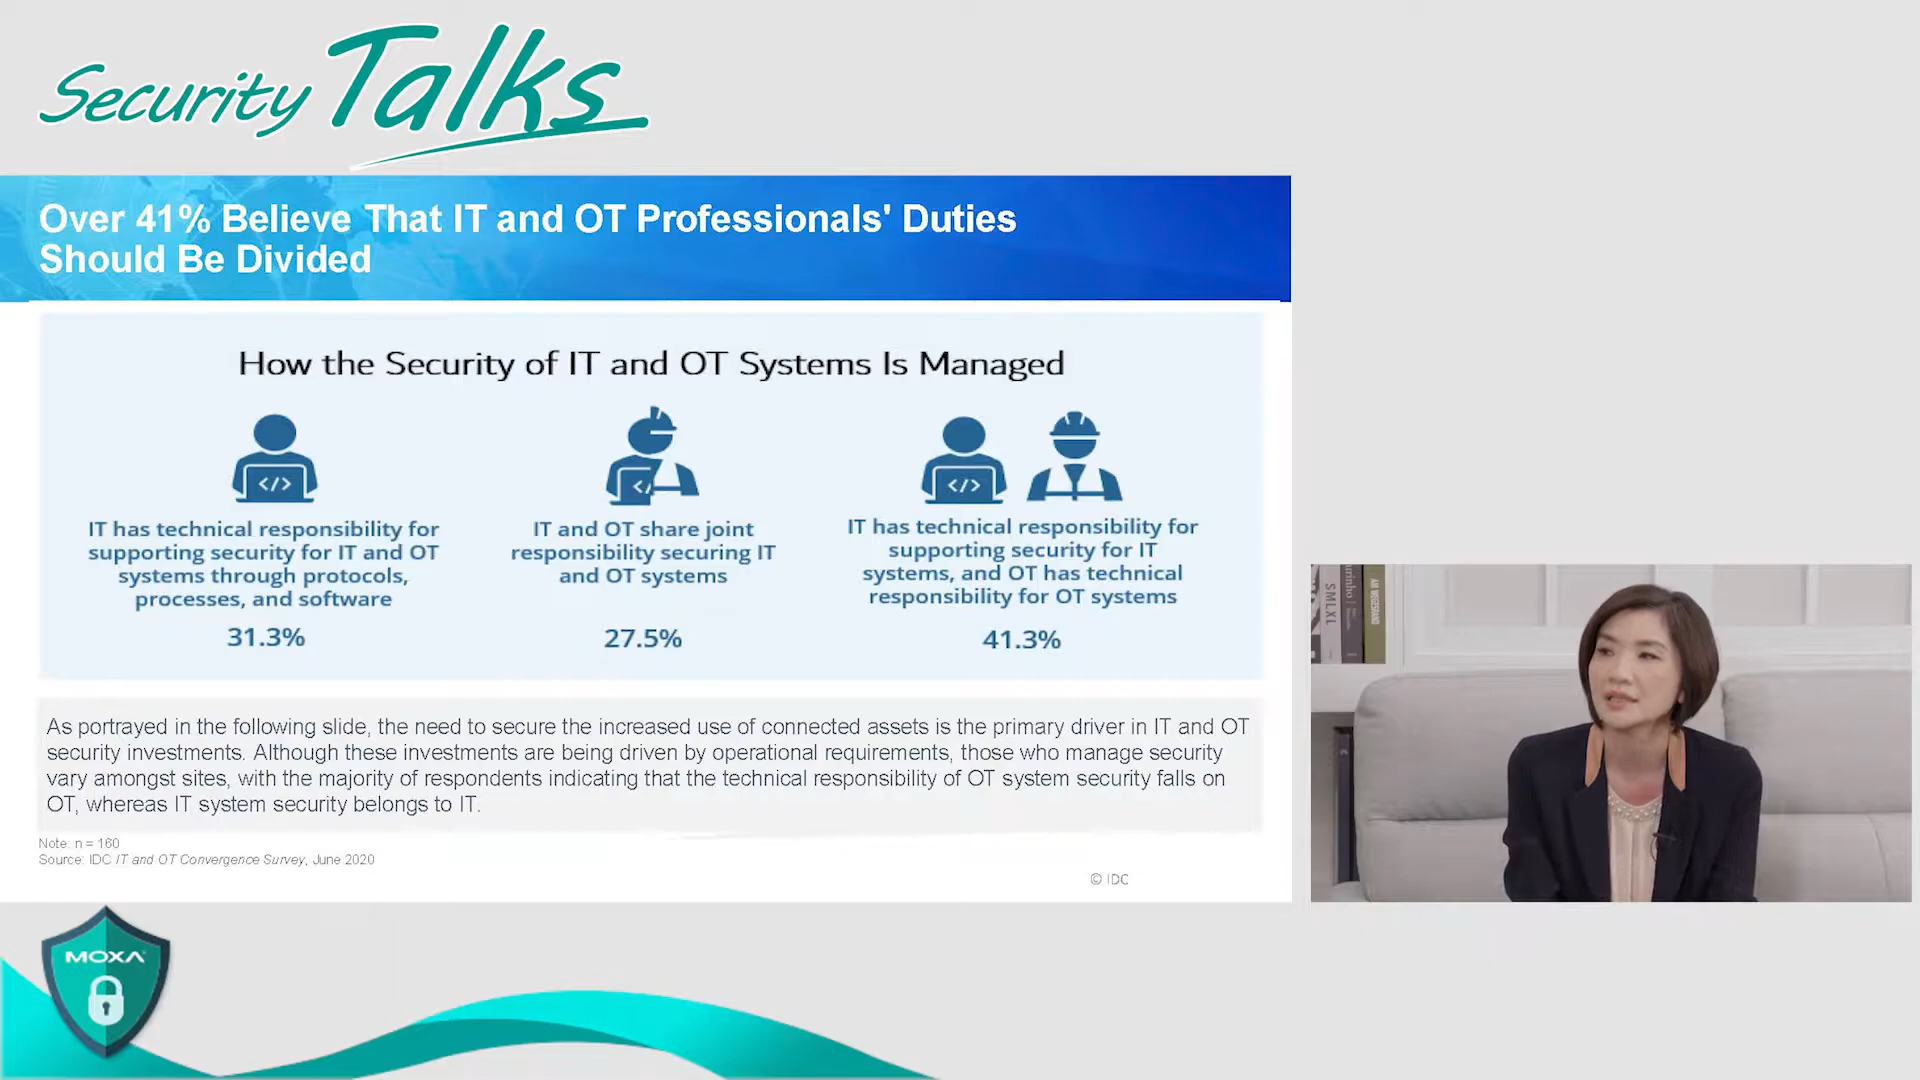 Security Talks
Over 41% Believe That IT and OT Professionals' Duties
Should Be Divided
How the Security of IT and OT Systems Is Managed
</>
IT has technical responsibility for
supporting security for IT and OT
systems through protocols,
processes, and software
31.3%
IT and OT share joint
responsibility securing IT
and OT systems
27.5%
</>
IT has technical responsibility for
supporting security for IT
systems, and OT has technical
responsibility for OT systems
41.3%
As portrayed in the following slide, the need to secure the increased use of connected assets is the primary driver in IT and OT
security investments. Although these investments are being driven by operational requirements, those who manage security
vary amongst sites, with the majority of respondents indicating that the technical responsibility of OT system security falls on
OT, whereas IT system security belongs to IT.
Note: n = 160
Source: IDC IT and OT Convergence Survey, June 2020
© IDC
SMLXL
MOXA